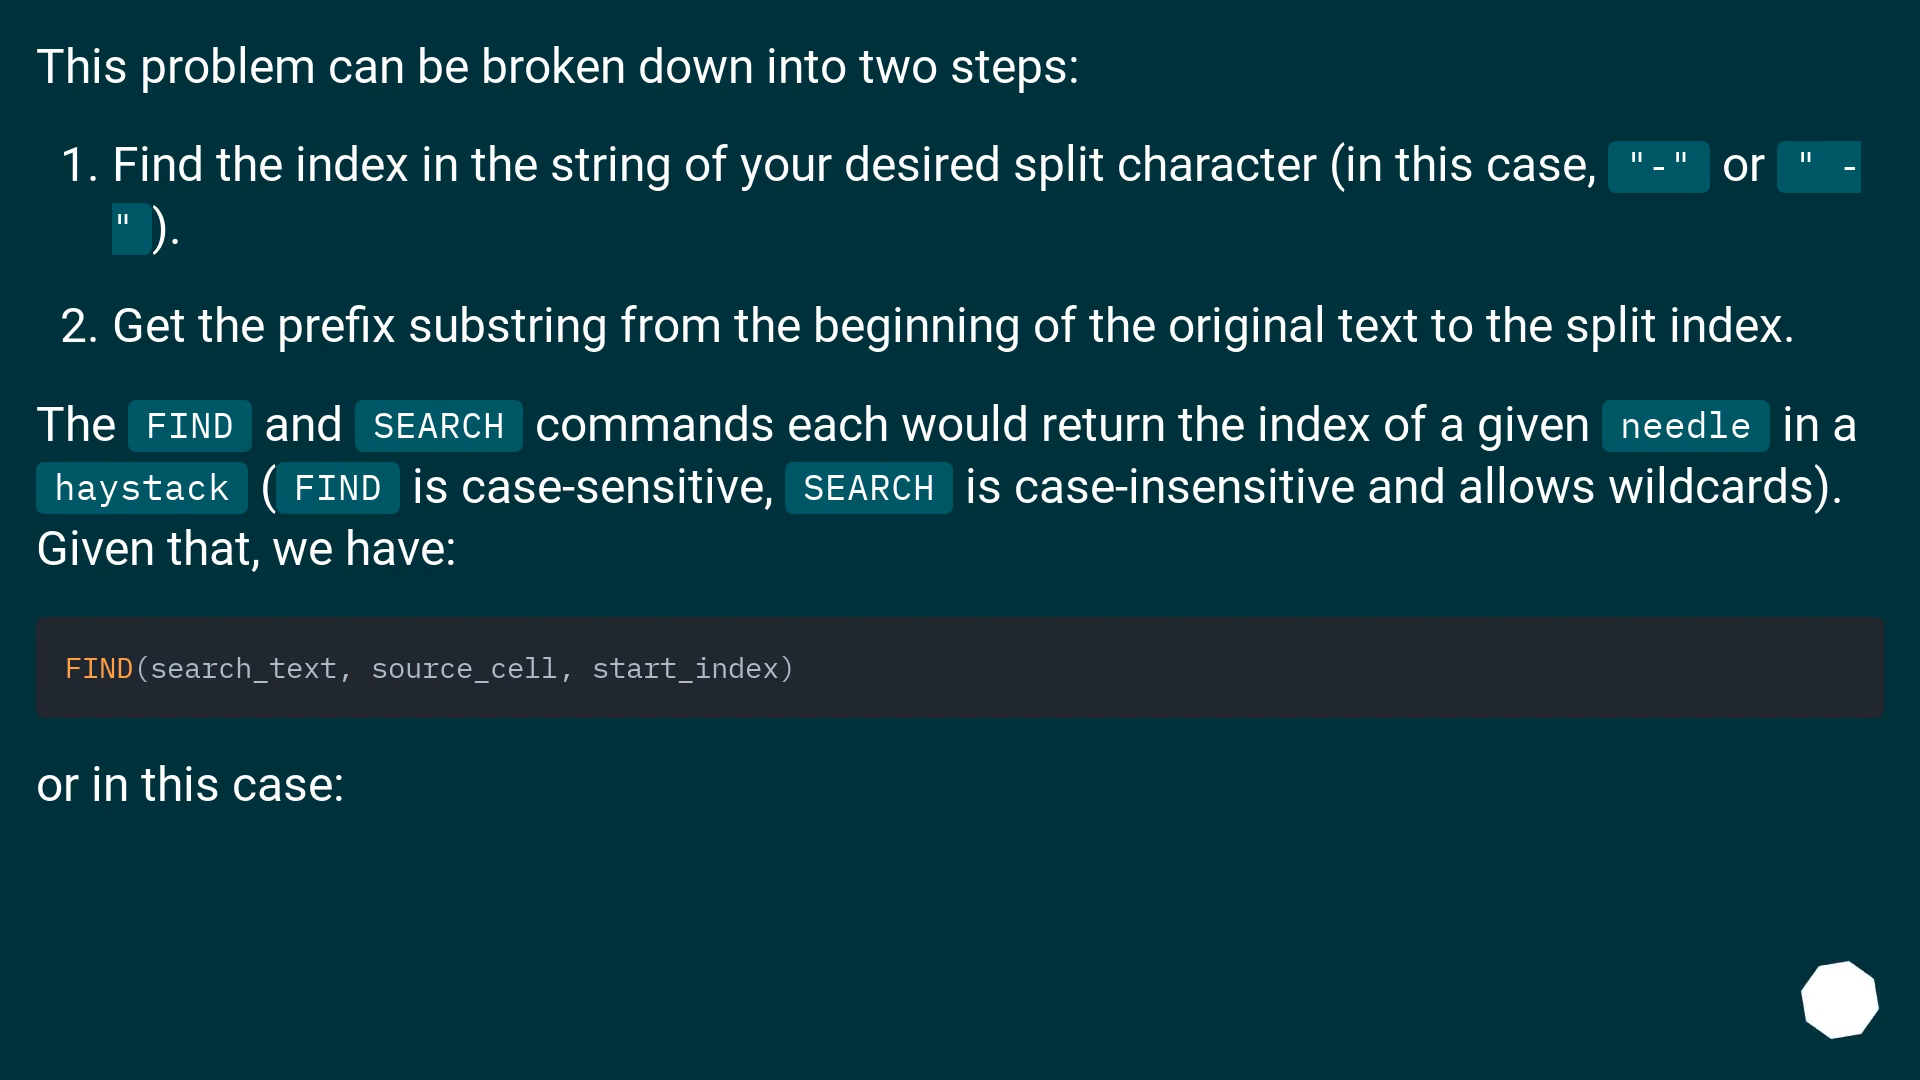 This problem can be broken down into two steps:
1. Find the index in the string of your desired split character (in this case, "-" or " -
").
2. Get the prefix substring from the beginning of the original text to the split index.
The FIND and SEARCH commands each would return the index of a given needle in a
haystack (FIND is case-sensitive, SEARCH is case-insensitive and allows wildcards).
Given that, we have:
FIND(search_text, source_cell, start_index)
or in this case: